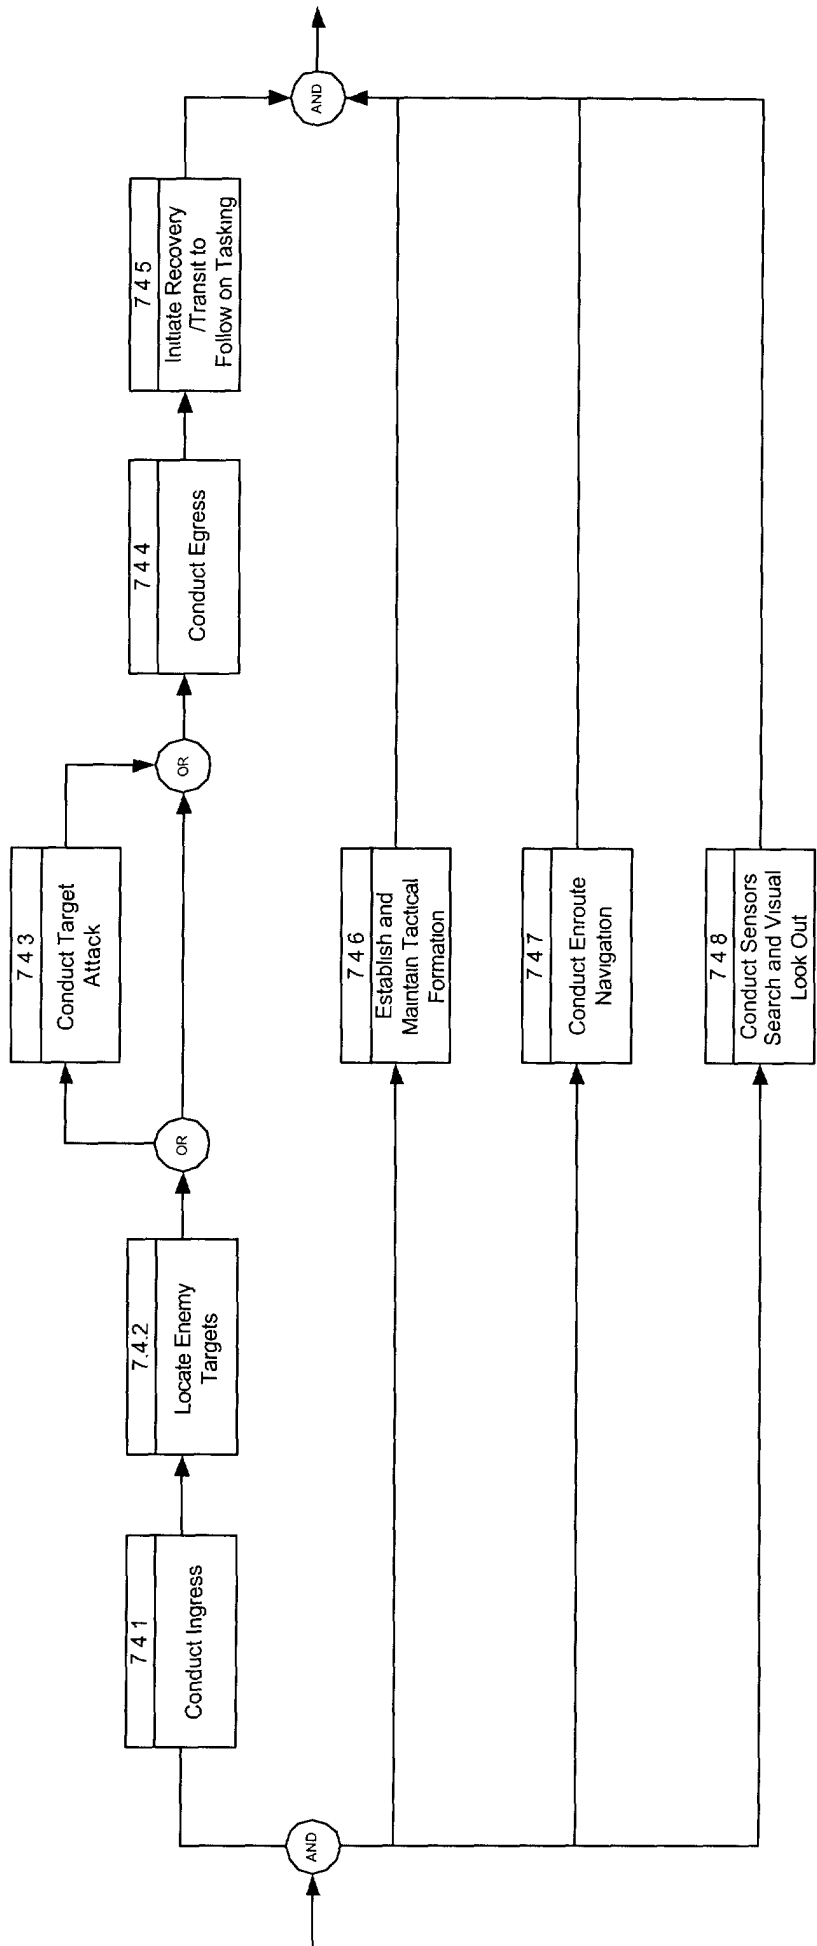 AND
7 4 1
Conduct Ingress
7.4.2
Locate Enemy
Targets
OR
7 4 3
Conduct Target
Attack
OR
7 4 4
Conduct Egress
7 4 5
Initiate Recovery
/Transit to
Follow on Tasking
7 4 6
Establish and
Maintain Tactical
Formation
7 4 7
Conduct Enroute
Navigation
7 4 8
Conduct Sensors
Search and Visual
Look Out
AND